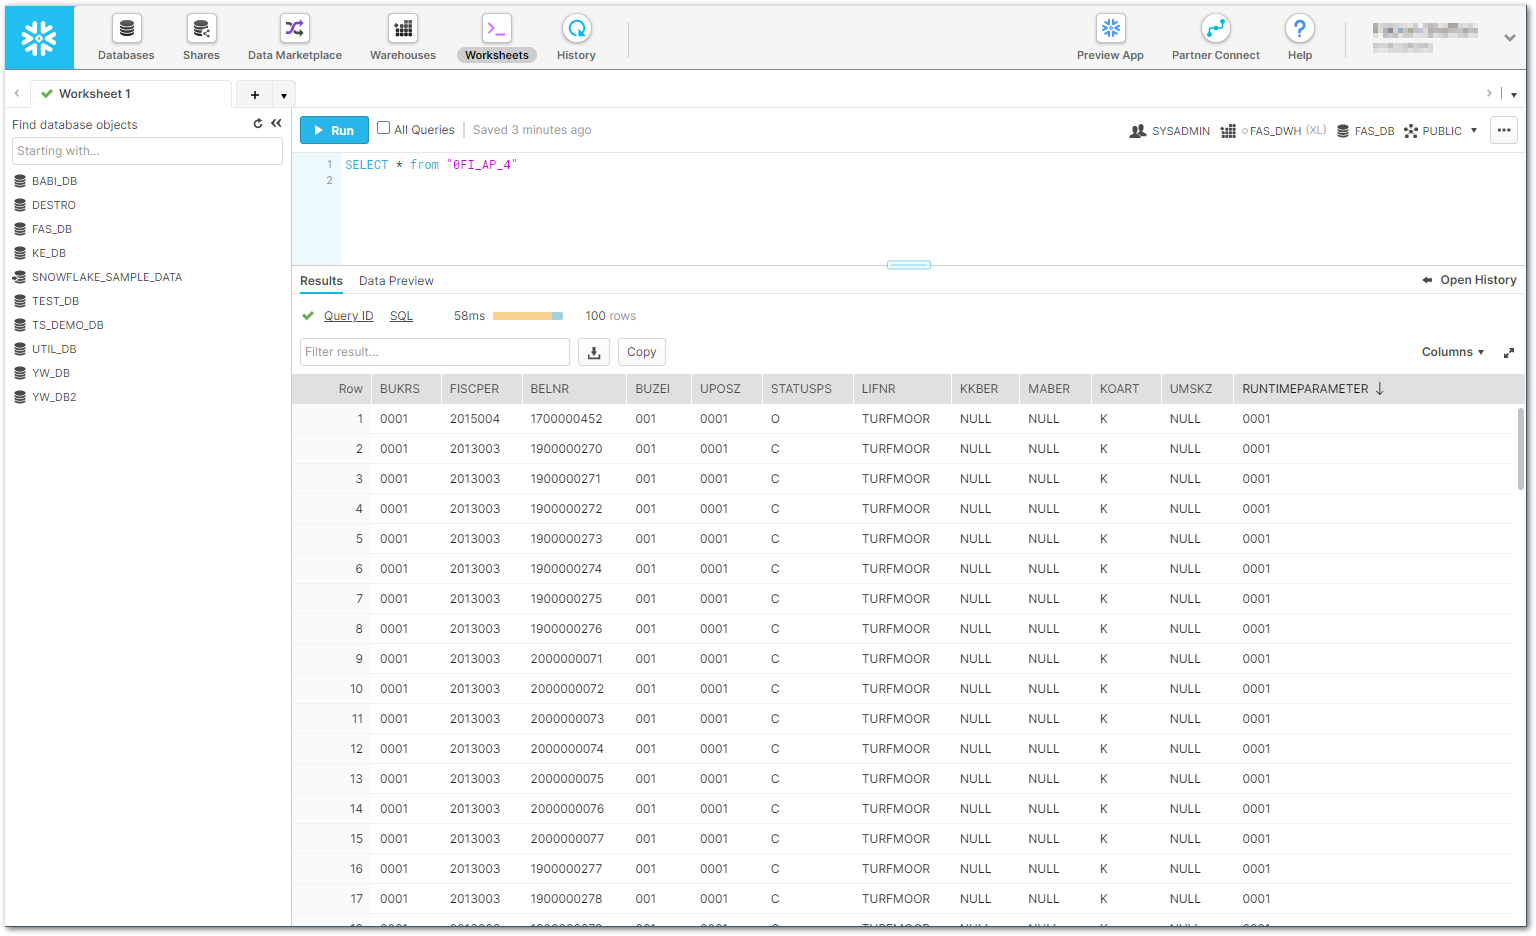 Databases Shares Data Marketplace Warehouses Worksheets History Preview App Partner Connect Help
Worksheet 1
Find database objects
Starting with...
BABI_DB
DESTRO
FAS_DB
KE_DB
SNOWFLAKE_SAMPLE_DATA
TEST_DB
TS_DEMO_DB
UTIL_DB
YW_DB
YW_DB2
Run All Queries Saved 3 minutes ago SYSADMIN FAS_DWH (XL) FAS_DB PUBLIC
1 SELECT * from "0FI_AP_4"
2
Results Data Preview Open History
Query ID SQL 58ms 100 rows
Filter result... Copy Columns
Row BUKRS FISCPER BELNR BUZEI UPOSZ STATUSPS LIFNR KKBER MABER KOART UMSKZ RUNTIMEPARAMETER
1 0001 2015004 1700000452 001 0001 O TURFMOOR NULL NULL K NULL 0001
2 0001 2013003 1900000270 001 0001 C TURFMOOR NULL NULL K NULL 0001
3 0001 2013003 1900000271 001 0001 C TURFMOOR NULL NULL K NULL 0001
4 0001 2013003 1900000272 001 0001 C TURFMOOR NULL NULL K NULL 0001
5 0001 2013003 1900000273 001 0001 C TURFMOOR NULL NULL K NULL 0001
6 0001 2013003 1900000274 001 0001 C TURFMOOR NULL NULL K NULL 0001
7 0001 2013003 1900000275 001 0001 C TURFMOOR NULL NULL K NULL 0001
8 0001 2013003 1900000276 001 0001 C TURFMOOR NULL NULL K NULL 0001
9 0001 2013003 2000000071 001 0001 C TURFMOOR NULL NULL K NULL 0001
10 0001 2013003 2000000072 001 0001 C TURFMOOR NULL NULL K NULL 0001
11 0001 2013003 2000000073 001 0001 C TURFMOOR NULL NULL K NULL 0001
12 0001 2013003 2000000074 001 0001 C TURFMOOR NULL NULL K NULL 0001
13 0001 2013003 2000000075 001 0001 C TURFMOOR NULL NULL K NULL 0001
14 0001 2013003 2000000076 001 0001 C TURFMOOR NULL NULL K NULL 0001
15 0001 2013003 2000000077 001 0001 C TURFMOOR NULL NULL K NULL 0001
16 0001 2013003 1900000277 001 0001 C TURFMOOR NULL NULL K NULL 0001
17 0001 2013003 1900000278 001 0001 C TURFMOOR NULL NULL K NULL 0001